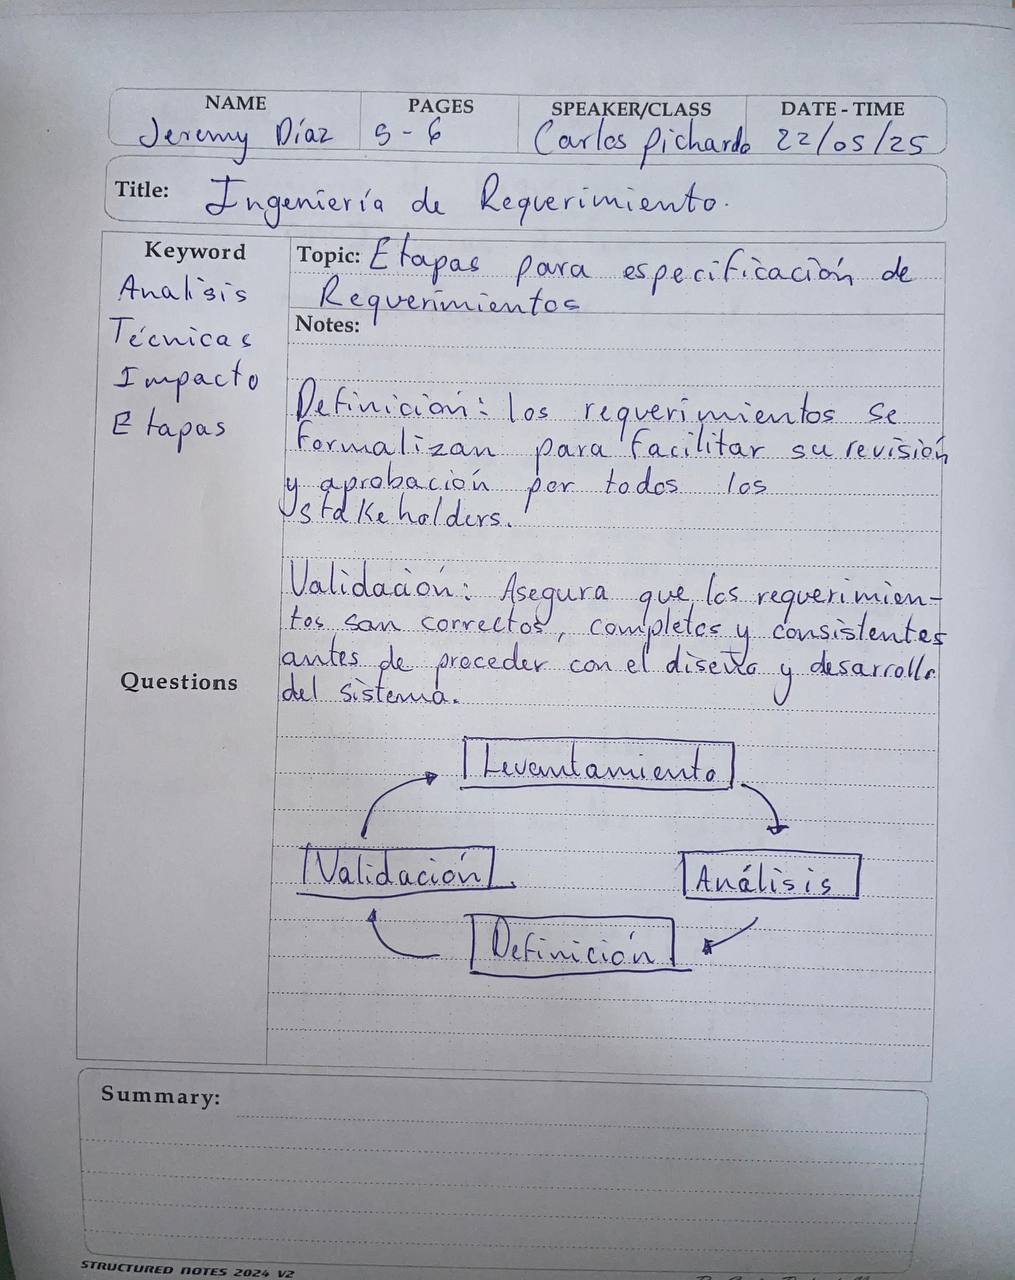 NAME PAGES SPEAKER/CLASS DATE - TIME
Jeremy Díaz 5 - 6 Carlos Pichardo 22/05/25
Title: Ingeniería de Requerimiento.
Keyword
Analisis
Técnicas
Impacto
Etapas
Topic: Etapas para especificación de
Requerimientos
Notes:
Definición: los requerimientos se
formalizan para facilitar su revisión
y aprobación por todos los
stakeholders.
Validación: Asegura que los requerimien-
tos san correctos, completos y consistentes
antes de proceder con el diseño y desarrollo
del sistema.
Questions
Levantamiento
Validación
Análisis
Definición
Summary:
STRUCTURED NOTES 2024 V2